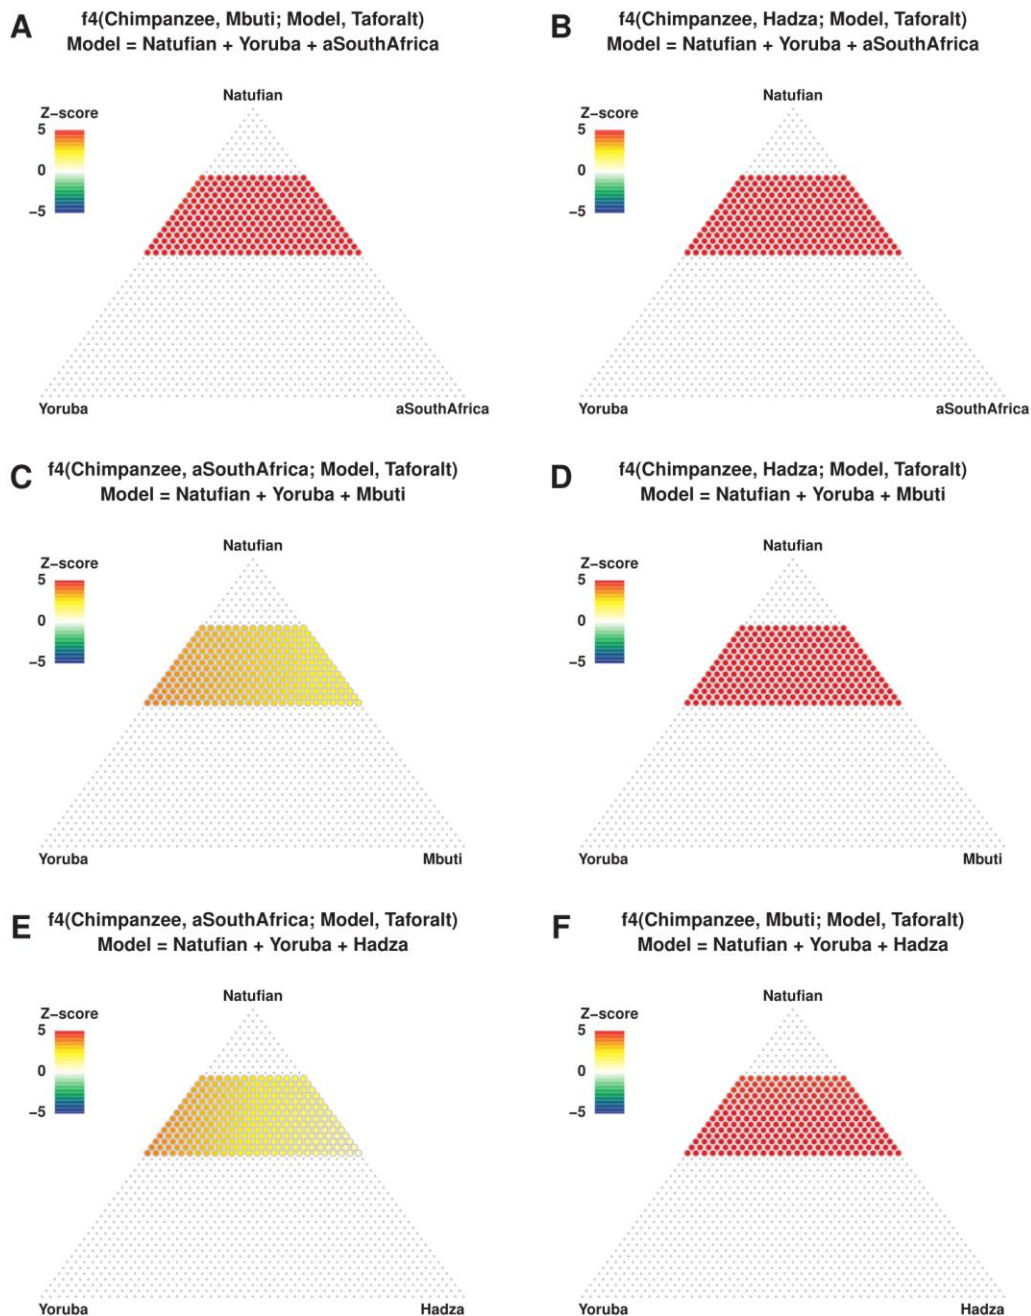 A f4(Chimpanzee, Mbuti; Model, Taforalt)
Model = Natufian + Yoruba + aSouthAfrica
Natufian
Z−score
5
0
−5
Yoruba
aSouthAfrica
B f4(Chimpanzee, Hadza; Model, Taforalt)
Model = Natufian + Yoruba + aSouthAfrica
Natufian
Z−score
5
0
−5
Yoruba
aSouthAfrica
C f4(Chimpanzee, aSouthAfrica; Model, Taforalt)
Model = Natufian + Yoruba + Mbuti
Natufian
Z−score
5
0
−5
Yoruba
Mbuti
D f4(Chimpanzee, Hadza; Model, Taforalt)
Model = Natufian + Yoruba + Mbuti
Natufian
Z−score
5
0
−5
Yoruba
Mbuti
E f4(Chimpanzee, aSouthAfrica; Model, Taforalt)
Model = Natufian + Yoruba + Hadza
Natufian
Z−score
5
0
−5
Yoruba
Hadza
F f4(Chimpanzee, Mbuti; Model, Taforalt)
Model = Natufian + Yoruba + Hadza
Natufian
Z−score
5
0
−5
Yoruba
Hadza